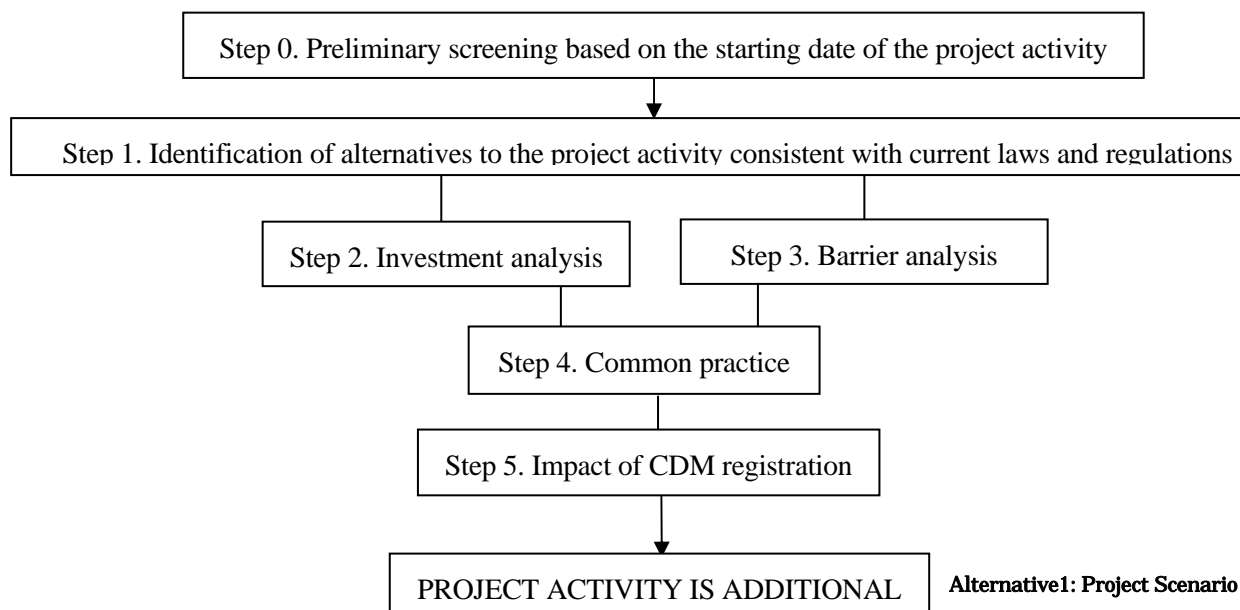 Step 0. Preliminary screening based on the starting date of the project activity
Step 1. Identification of alternatives to the project activity consistent with current laws and regulations
Step 2. Investment analysis
Step 3. Barrier analysis
Step 4. Common practice
Step 5. Impact of CDM registration
PROJECT ACTIVITY IS ADDITIONAL
Alternative1: Project Scenario